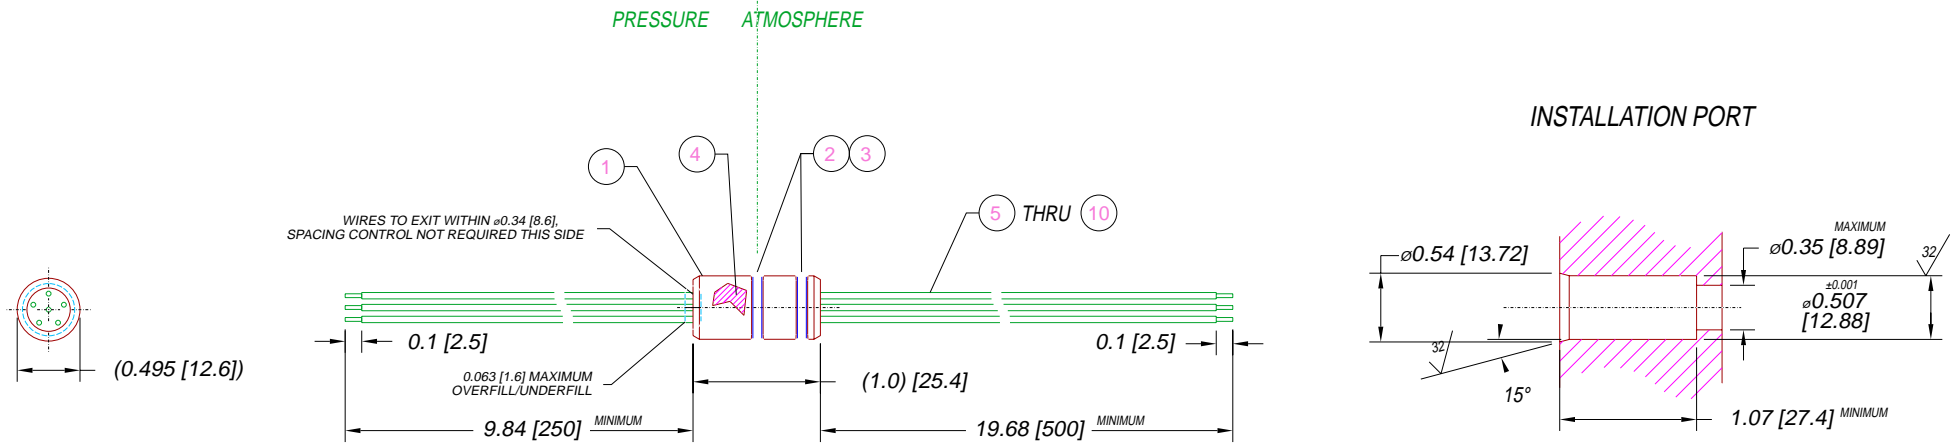 PRESSURE ATMOSPHERE
INSTALLATION PORT
1
4
2 3
5 THRU 10
WIRES TO EXIT WITHIN ⌀0.34 [8.6],
SPACING CONTROL NOT REQUIRED THIS SIDE
(0.495 [12.6])
0.1 [2.5]
0.063 [1.6] MAXIMUM
OVERFILL/UNDERFILL
(1.0) [25.4]
0.1 [2.5]
9.84 [250] MINIMUM
19.68 [500] MINIMUM
⌀0.54 [13.72]
MAXIMUM
⌀0.35 [8.89]
32
±0.001
⌀0.507
[12.88]
32
15°
1.07 [27.4] MINIMUM